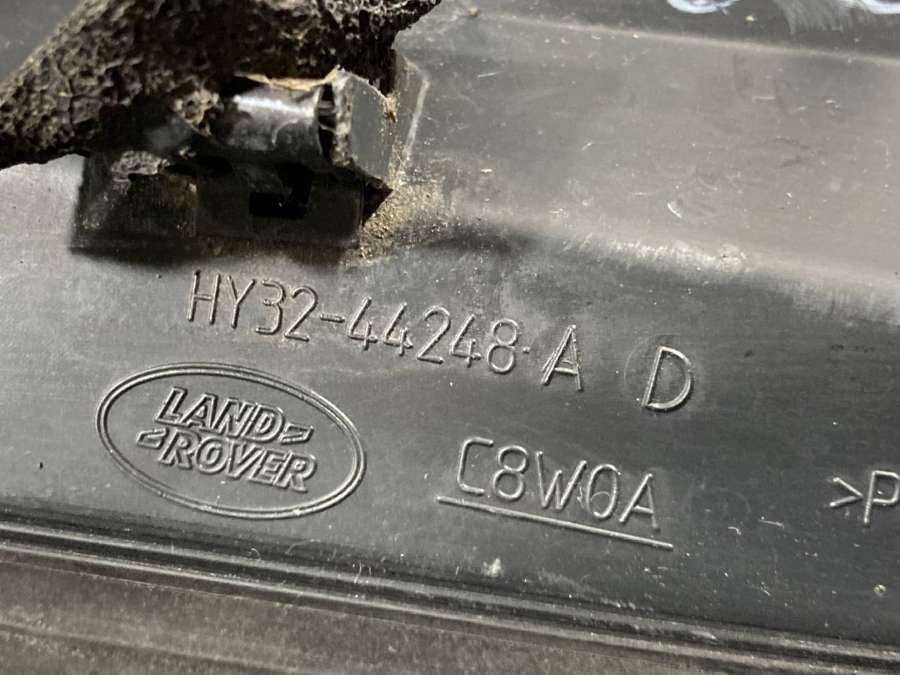 HY32-44248-A D
LAND
ROVER
C8W0A
>P